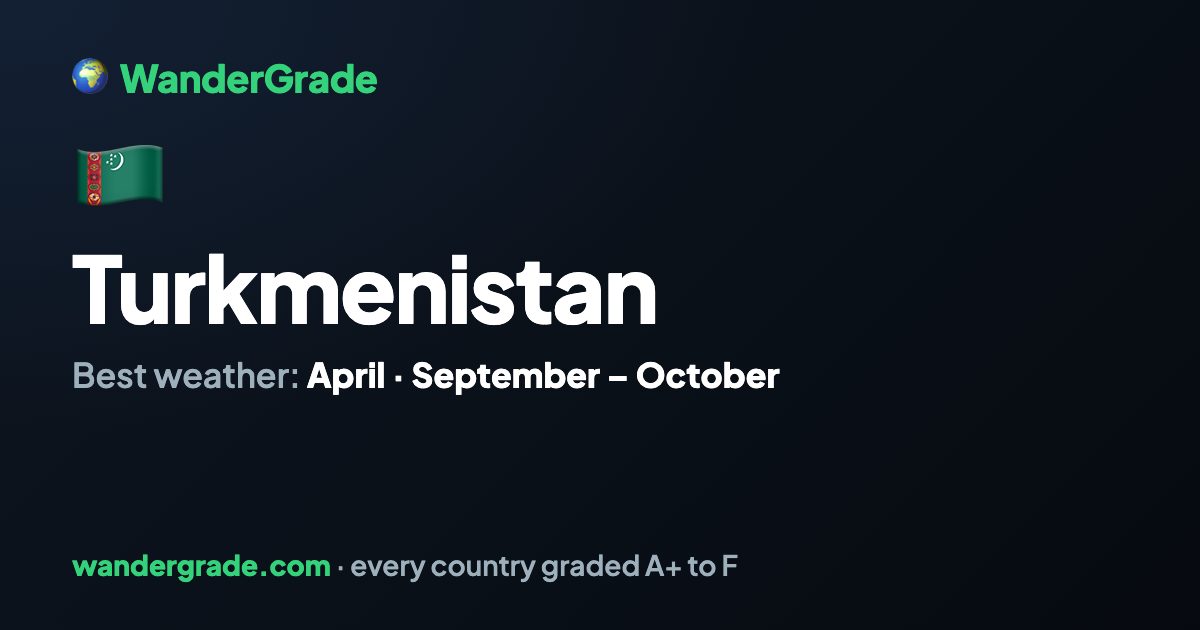 WanderGrade
Turkmenistan
Best weather: April · September – October
wandergrade.com · every country graded A+ to F